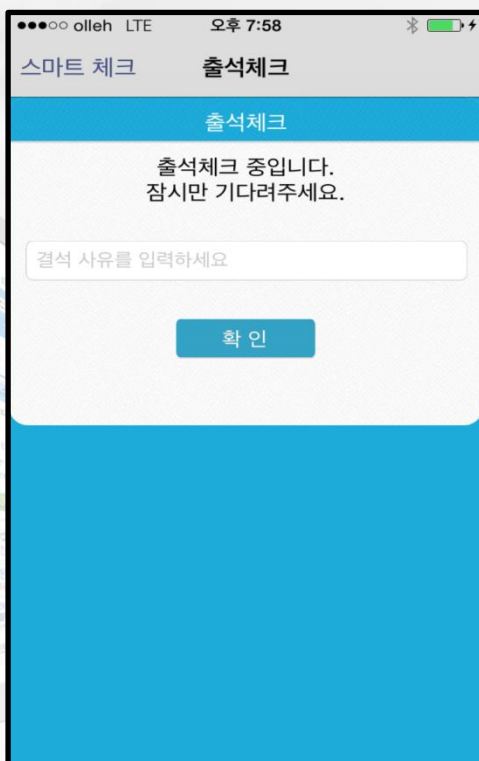 olleh LTE 오후 7:58
스마트 체크 출석체크
출석체크
출석체크 중입니다.
잠시만 기다려주세요.
결석 사유를 입력하세요
확 인